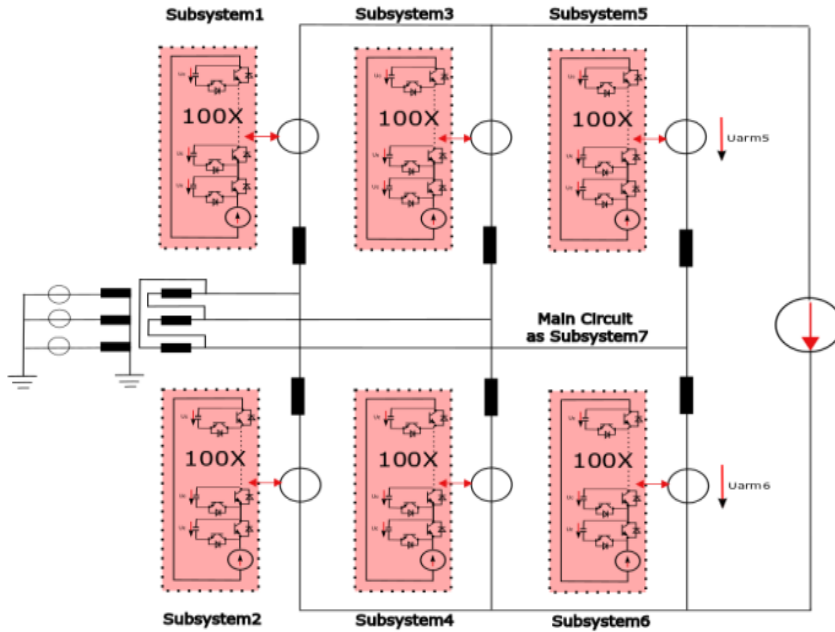 Subsystem1
Subsystem3
Subsystem5
100X
100X
100X
Uarm5
Main Circuit
as Subsystem7
100X
100X
100X
Uarm6
Subsystem2
Subsystem4
Subsystem6